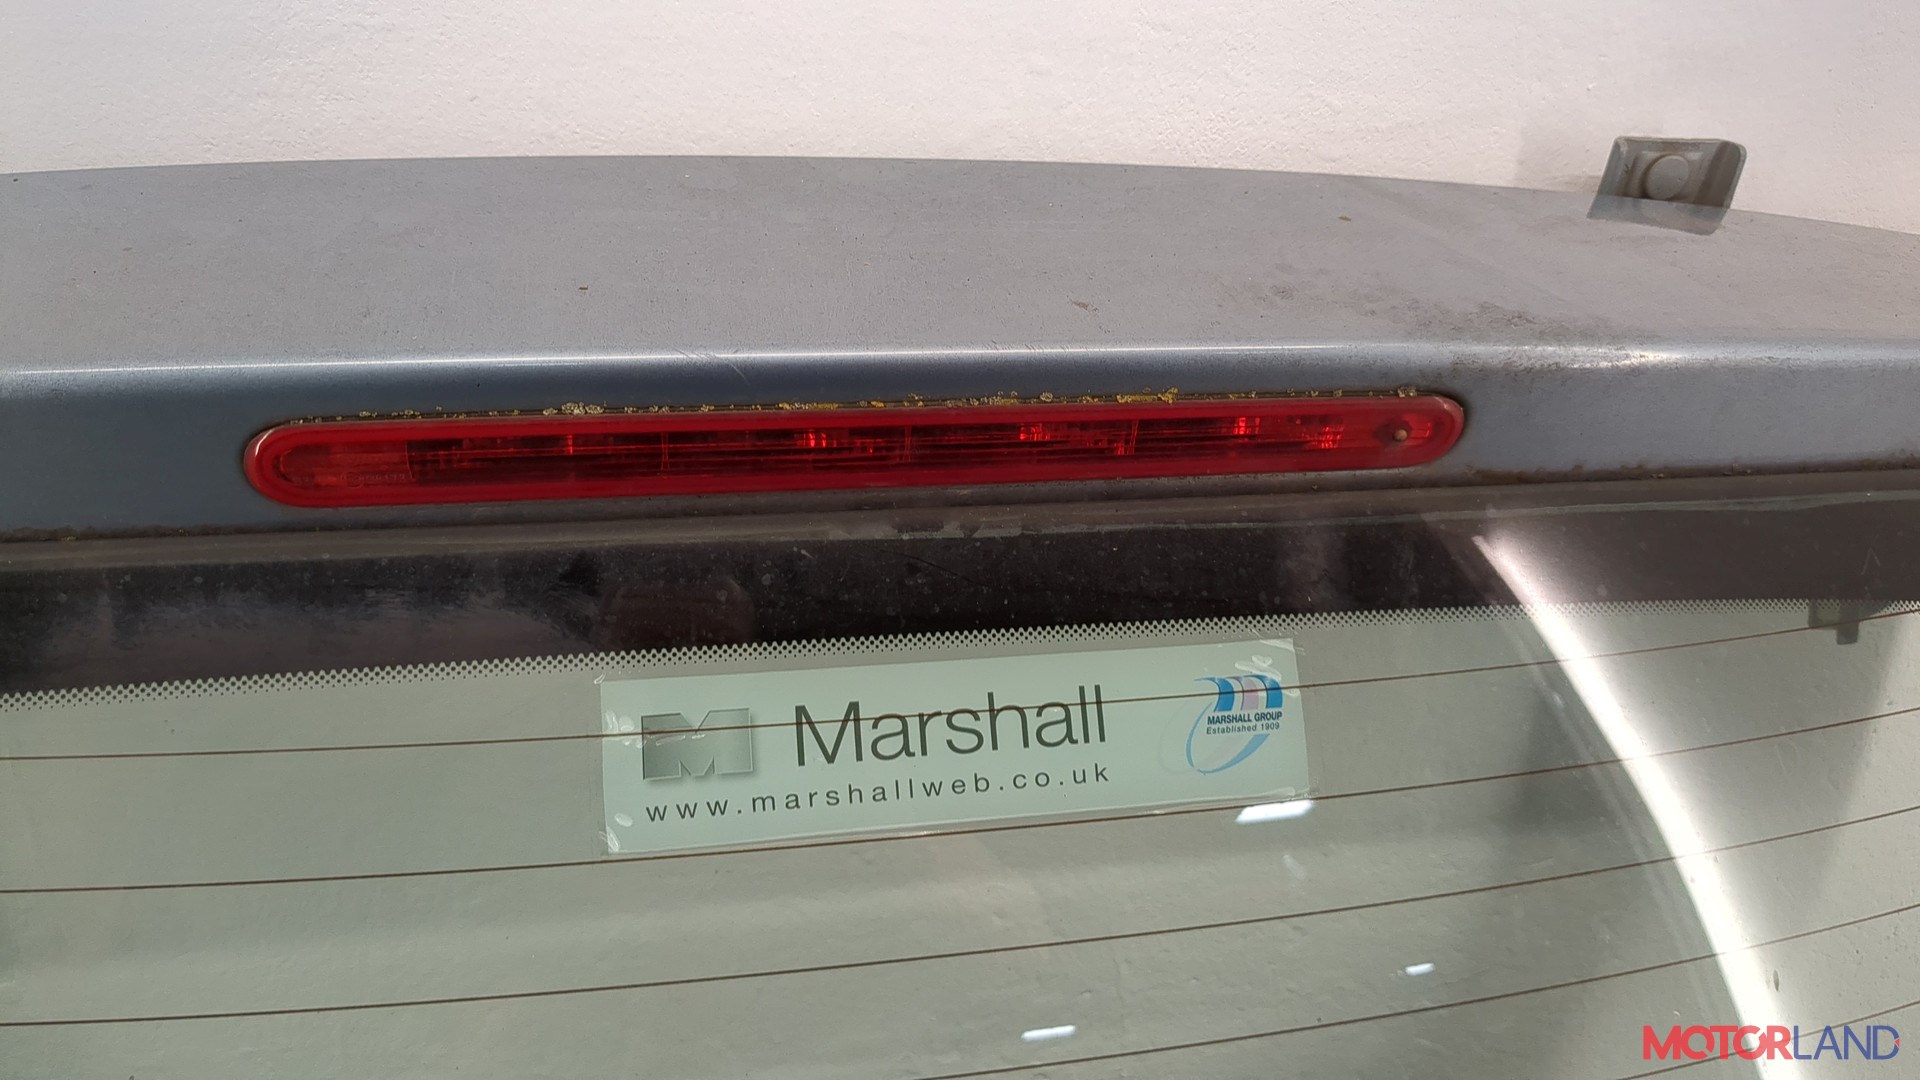 M Marshall
www.marshallweb.co.uk
MARSHALL GROUP
Established 1909
MOTORLAND